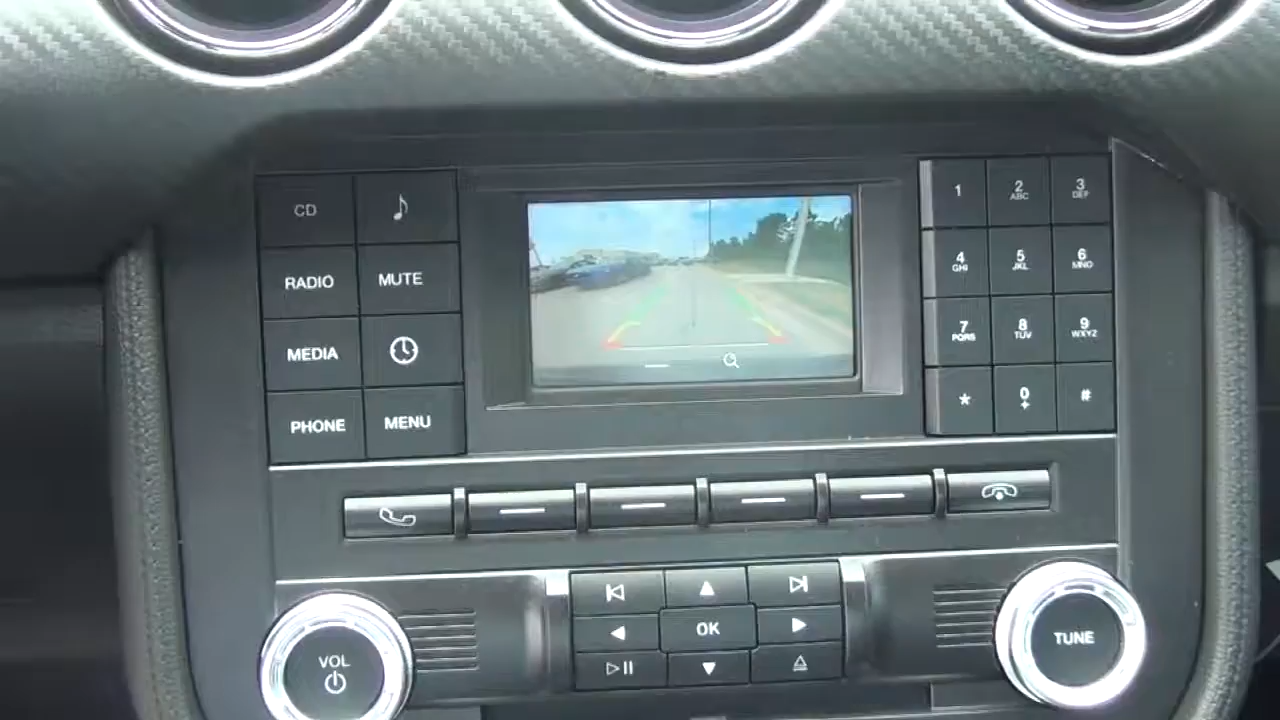 CD
RADIO
MUTE
MEDIA
PHONE
MENU
1
2
ABC
3
DEF
4
GHI
5
JKL
6
MNO
7
PQRS
8
TUV
9
WXYZ
*
0
+
#
OK
VOL
TUNE